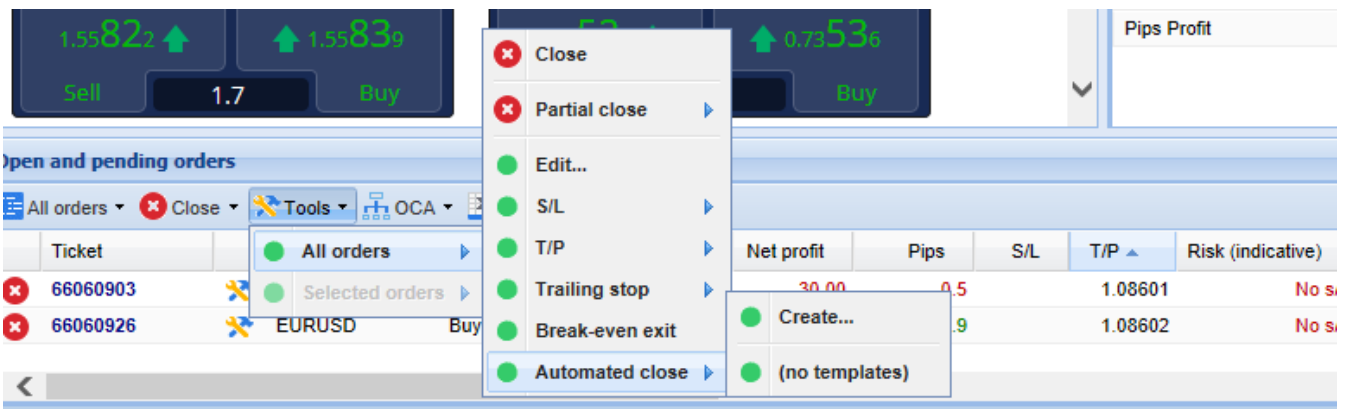 1.55822 1.55839 0.73536 Pips Profit
Sell 1.7 Buy Buy
Close
Partial close
Edit...
S/L
T/P
Trailing stop
Break-even exit
Automated close
Create...
(no templates)
Open and pending orders
All orders Close Tools OCA
All orders
Selected orders
Ticket Net profit Pips S/L T/P Risk (indicative)
66060903 30.00 0.5 1.08601 No
66060926 EURUSD Buy .9 1.08602 No